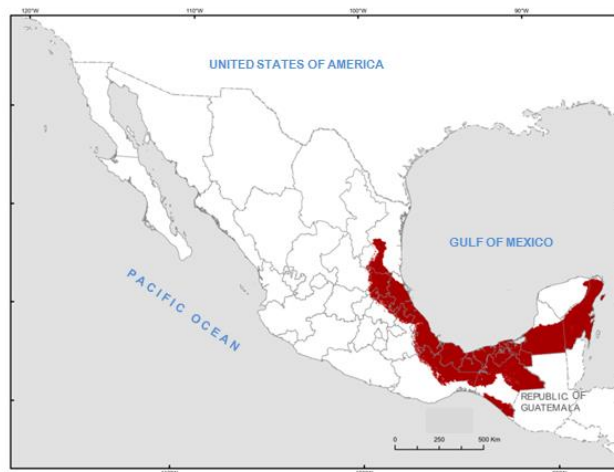 120°W
110°W
100°W
90°W
UNITED STATES OF AMERICA
GULF OF MEXICO
PACIFIC OCEAN
REPUBLIC OF
GUATEMALA
0 250 500 Km